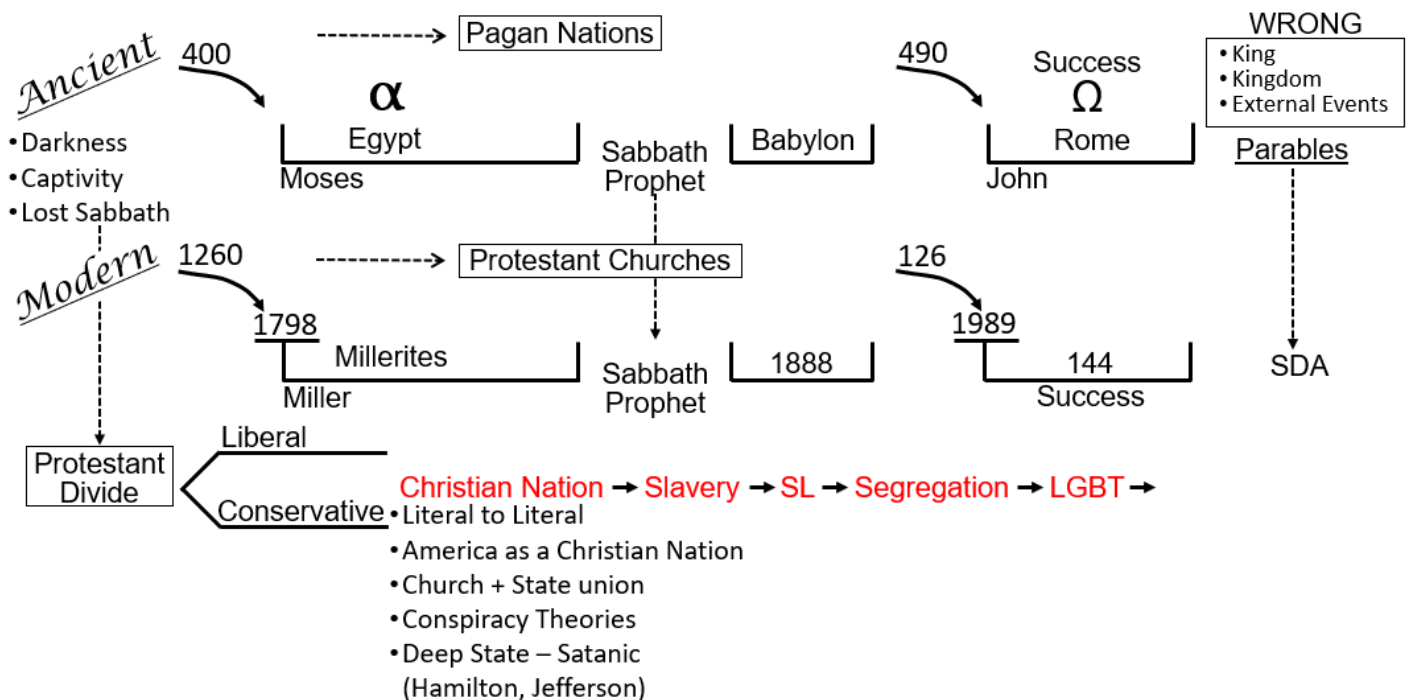 Ancient
400
Pagan Nations
490
WRONG
• King
• Kingdom
• External Events
α
Success
Ω
• Darkness
• Captivity
• Lost Sabbath
Egypt
Moses
Sabbath
Prophet
Babylon
Rome
John
Parables
Modern
1260
Protestant Churches
126
1798
Millerites
Miller
Sabbath
Prophet
1888
1989
144
Success
SDA
Protestant
Divide
Liberal
Conservative
Christian Nation → Slavery → SL → Segregation → LGBT →
• Literal to Literal
• America as a Christian Nation
• Church + State union
• Conspiracy Theories
• Deep State – Satanic
(Hamilton, Jefferson)